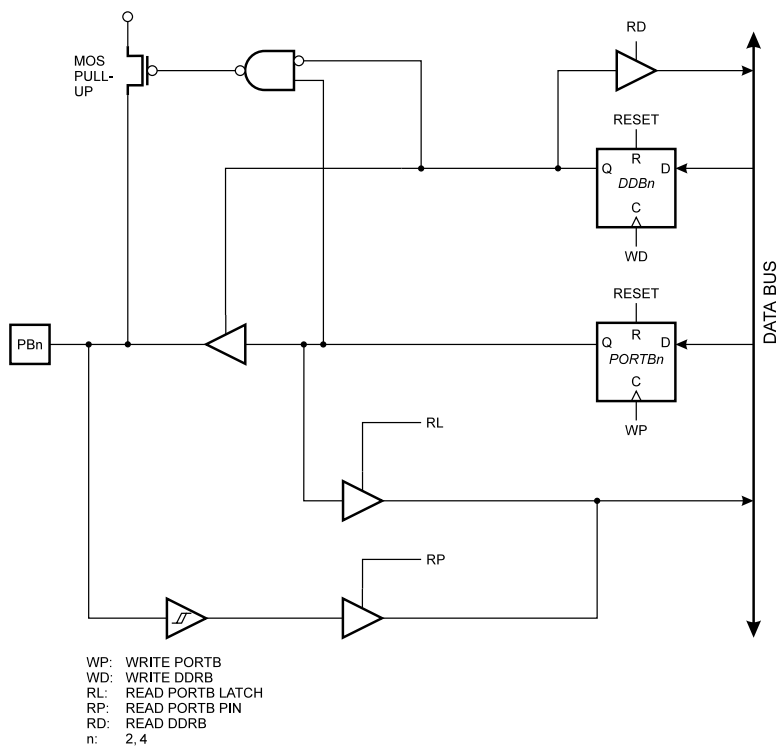 RD
MOS
PULL-
UP
RESET
R
Q
D
DDBn
C
WD
DATA BUS
RESET
R
PBn
Q
D
PORTBn
C
WP
RL
RP
WP: WRITE PORTB
WD: WRITE DDRB
RL: READ PORTB LATCH
RP: READ PORTB PIN
RD: READ DDRB
n: 2, 4